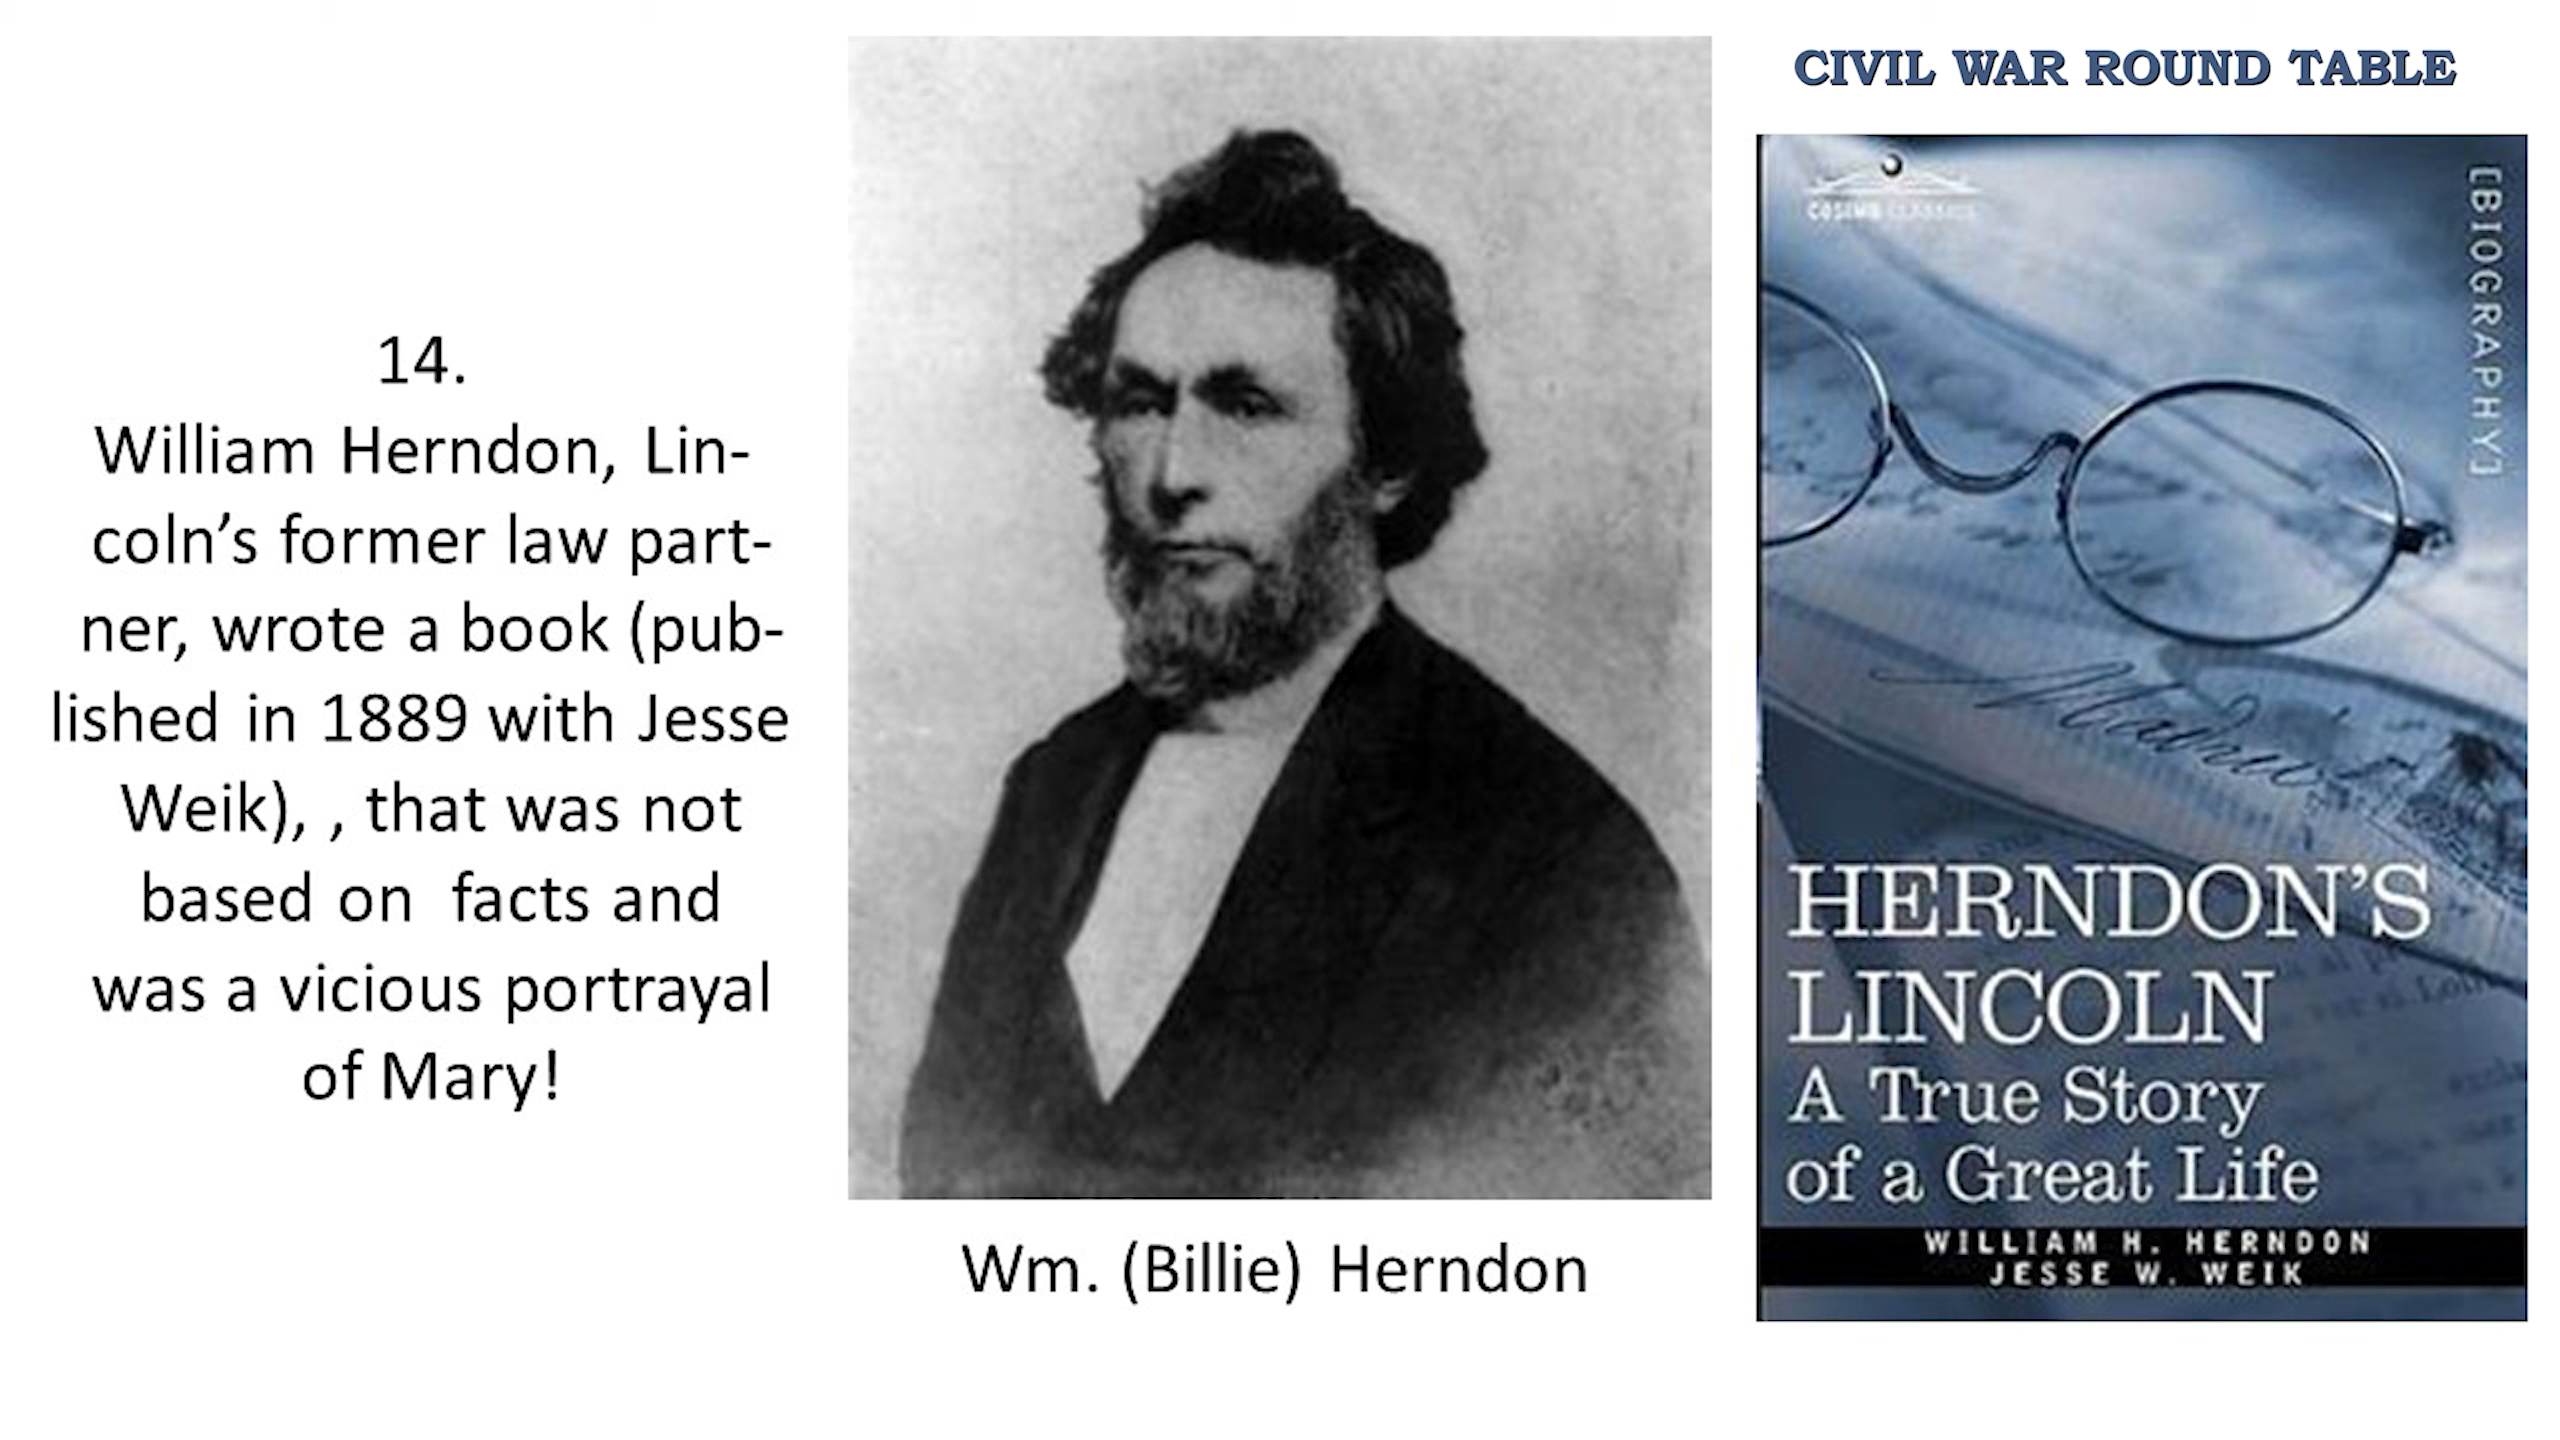 CIVIL WAR ROUND TABLE
14.
William Herndon, Lin-
coln’s former law part-
ner, wrote a book (pub-
lished in 1889 with Jesse
Weik), , that was not
based on  facts and
was a vicious portrayal
of Mary!
Wm. (Billie) Herndon
COSIMO CLASSICS
[BIOGRAPHY]
HERNDON’S
LINCOLN
A True Story
of a Great Life
WILLIAM H. HERNDON
JESSE W. WEIK